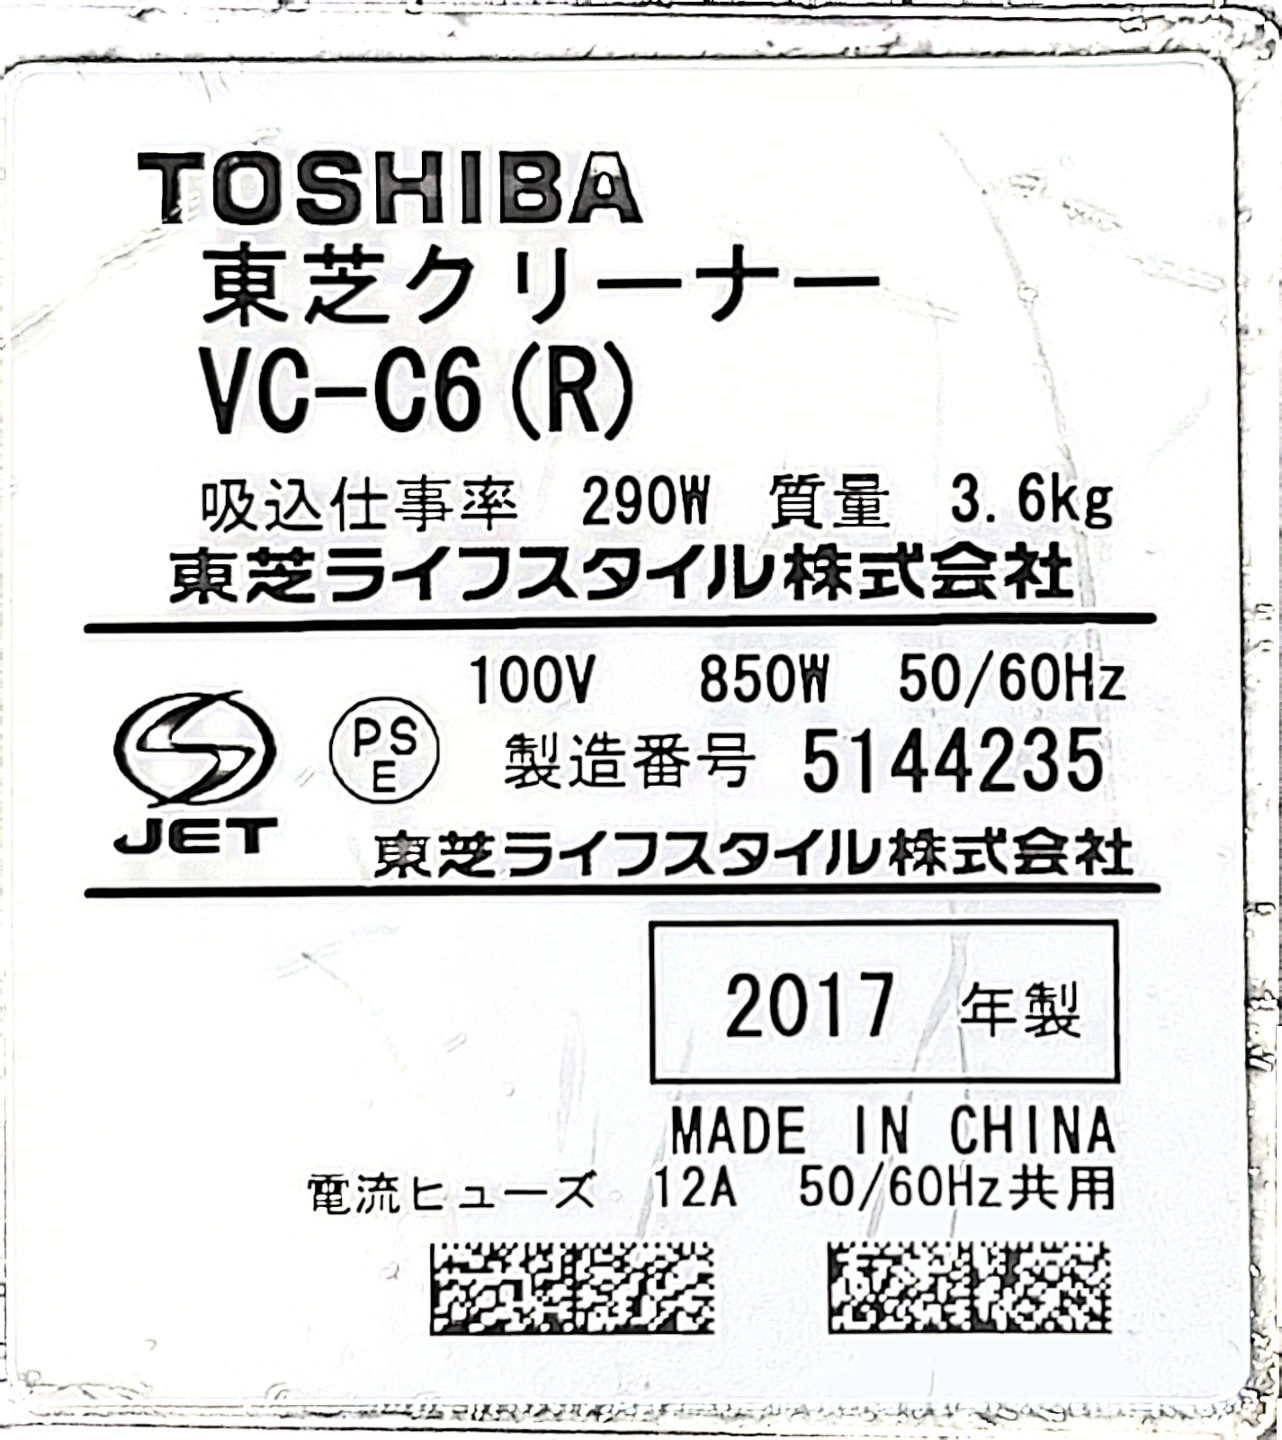 TOSHIBA
東芝クリーナー
VC-C6(R)
吸込仕事率 290W 質量 3.6kg
東芝ライフスタイル株式会社
100V 850W 50/60Hz
JET PSE 製造番号 5144235
東芝ライフスタイル株式会社
2017 年製
MADE IN CHINA
電流ヒューズ 12A 50/60Hz共用